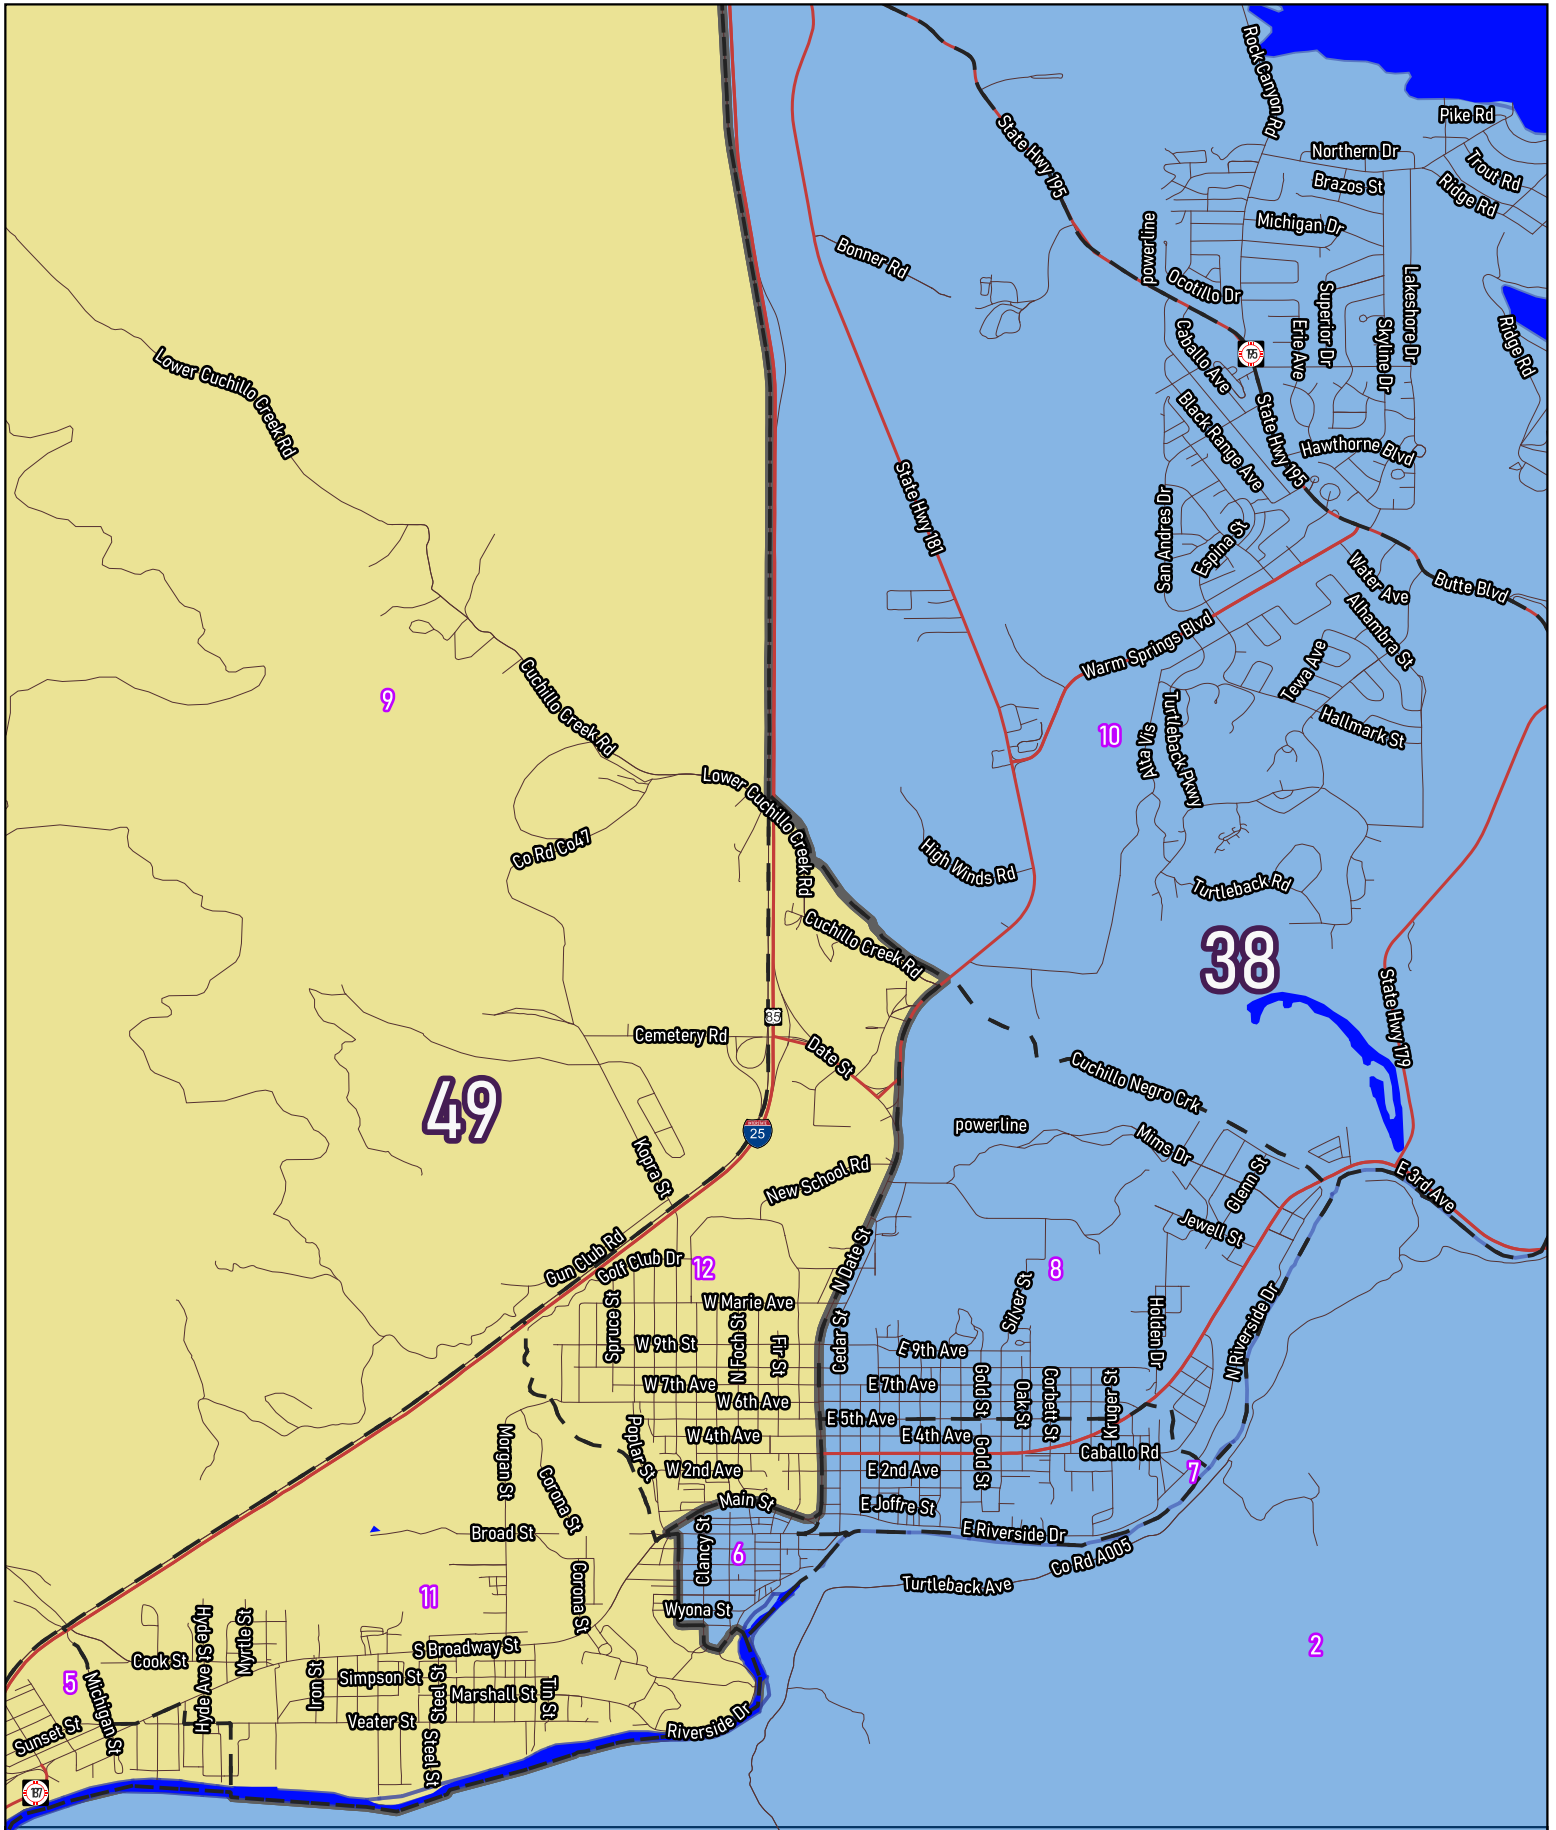 Rock Canyon Rd
Pike Rd
State Hwy 195
Northern Dr
Trout Rd
Brazos St
Ridge Rd
Michigan Dr
powerline
Bonner Rd
Ocotillo Dr
Superior Dr
Lakeshore Dr
Erie Ave
Skyline Dr
Ridge Rd
Caballo Ave
195
Lower Cuchillo Creek Rd
Black Range Ave
State Hwy 195
Hawthorne Blvd
State Hwy 181
San Andres Dr
Espina St
Water Ave
Butte Blvd
Alhambra St
Warm Springs Blvd
Tewa Ave
Cuchillo Creek Rd
9
10
Alta Vis
Turtleback Pkwy
Hallmark St
Lower Cuchillo Creek Rd
Co Rd Co47
High Winds Rd
Turtleback Rd
Cuchillo Creek Rd
38
State Hwy 179
85
Cemetery Rd
Date St
Cuchillo Negro Crk
49
25
powerline
Mims Dr
Kopra St
New School Rd
Glenn St
E 3rd Ave
Jewell St
Gun Club Rd
Golf Club Dr
12
N Date St
8
W Marie Ave
Silver St
N Riverside Dr
Spruce St
W 9th St
N Foch St
Fir St
Cedar St
E 9th Ave
Holden Dr
W 7th Ave
E 7th Ave
Gold St
Oak St
Corbett St
Kruger St
W 6th Ave
E 5th Ave
Poplar St
W 4th Ave
E 4th Ave
Morgan St
Caballo Rd
W 2nd Ave
E 2nd Ave
Gold St
7
Corona St
Main St
E Joffre St
Broad St
E Riverside Dr
Clancy St
6
Co Rd A005
Corona St
11
Turtleback Ave
Wyona St
2
Hyde St
Myrtle St
Cook St
S Broadway St
5
Michigan St
Hyde Ave
Iron St
Simpson St
Steel St
Marshall St
Tin St
Sunset St
Veater St
Riverside Dr
Steel St
187